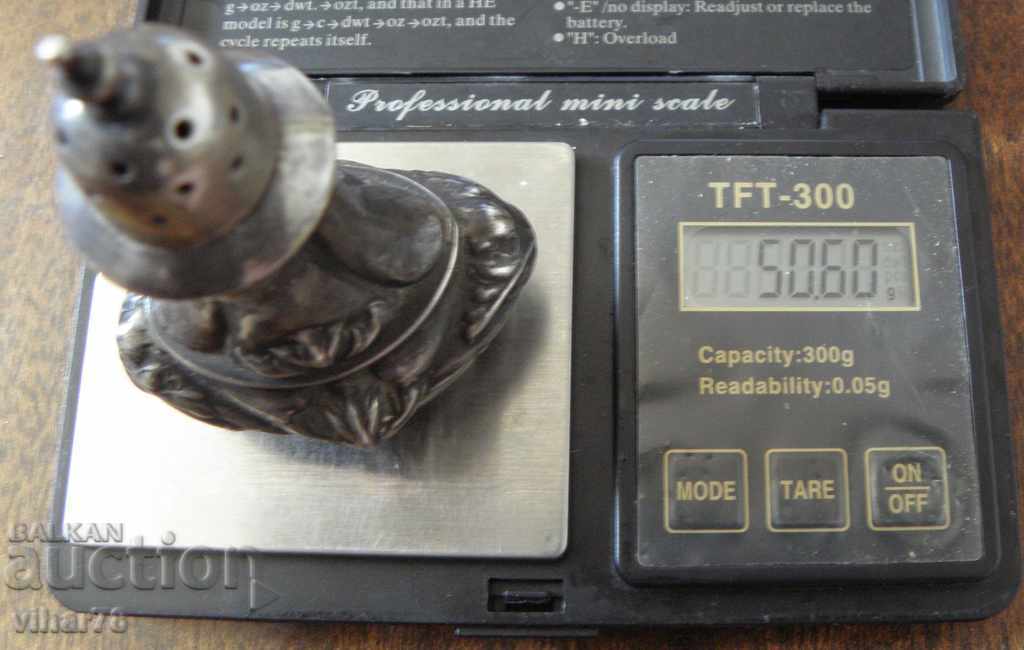 g→oz→dwt.→ozt, and that in a HE
model is g→c→dwt→oz→ozt, and the
cycle repeats itself.
●"-E" /no display: Readjust or replace the
battery.
●"H": Overload
Professional mini scale
TFT-300
50.60
g
Capacity:300g
Readability:0.05g
MODE
TARE
ON
OFF
BALKAN
auction
vihar78